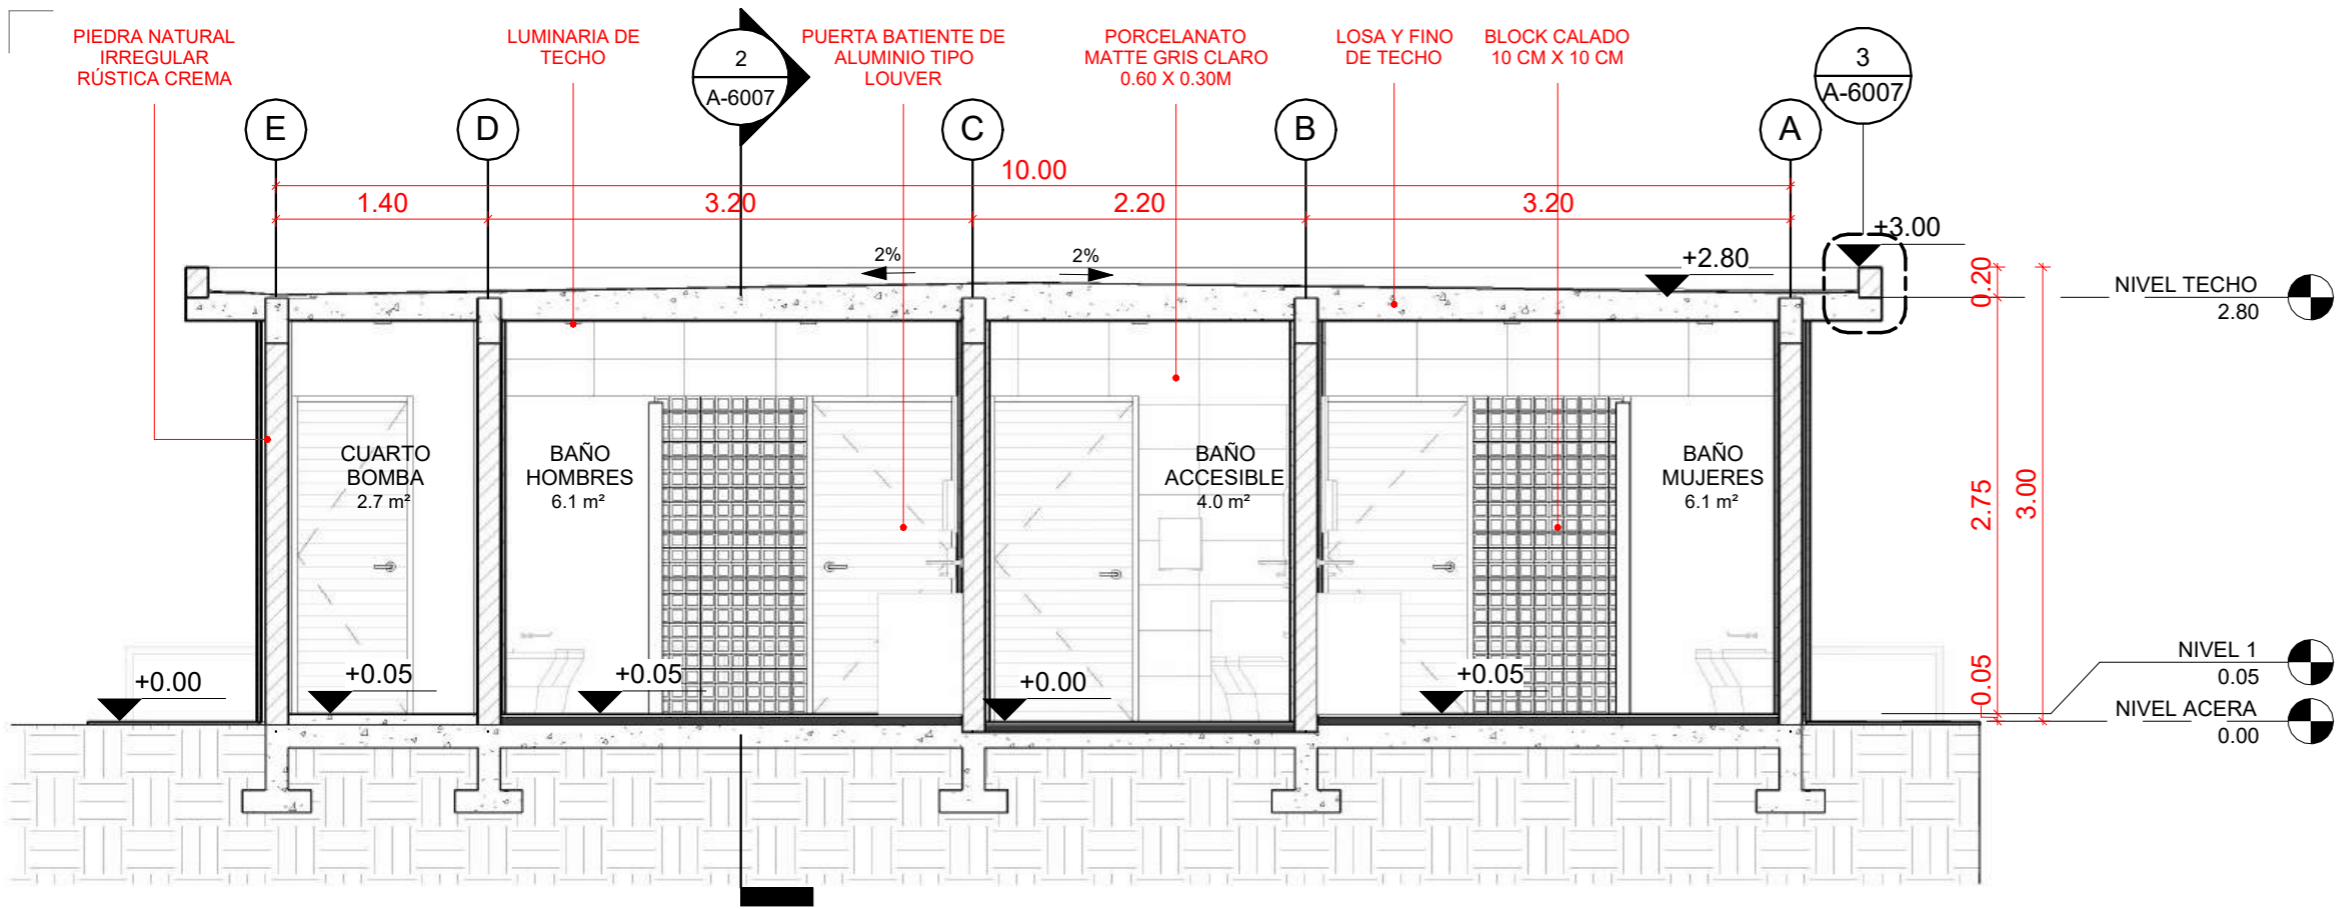 PIEDRA NATURAL
IRREGULAR
RÚSTICA CREMA
LUMINARIA DE
TECHO
2
A-6007
PUERTA BATIENTE DE
ALUMINIO TIPO
LOUVER
PORCELANATO
MATTE GRIS CLARO
0.60 X 0.30M
LOSA Y FINO
DE TECHO
BLOCK CALADO
10 CM X 10 CM
3
A-6007
E
D
C
B
A
10.00
1.40
3.20
2.20
3.20
2%
2%
+2.80
+3.00
0.20
NIVEL TECHO
2.80
CUARTO
BOMBA
2.7 m²
BAÑO
HOMBRES
6.1 m²
BAÑO
ACCESIBLE
4.0 m²
BAÑO
MUJERES
6.1 m²
2.75
3.00
+0.00
+0.05
+0.05
+0.00
+0.05
0.05
NIVEL 1
0.05
NIVEL ACERA
0.00